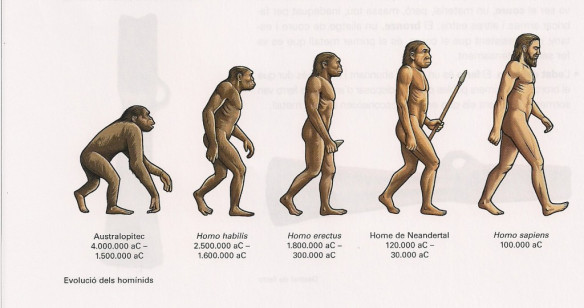 Australopitec
4.000.000 aC –
1.500.000 aC
Homo habilis
2.500.000 aC –
1.600.000 aC
Homo erectus
1.800.000 aC –
300.000 aC
Home de Neandertal
120.000 aC –
30.000 aC
Homo sapiens
100.000 aC
Evolució dels homínids